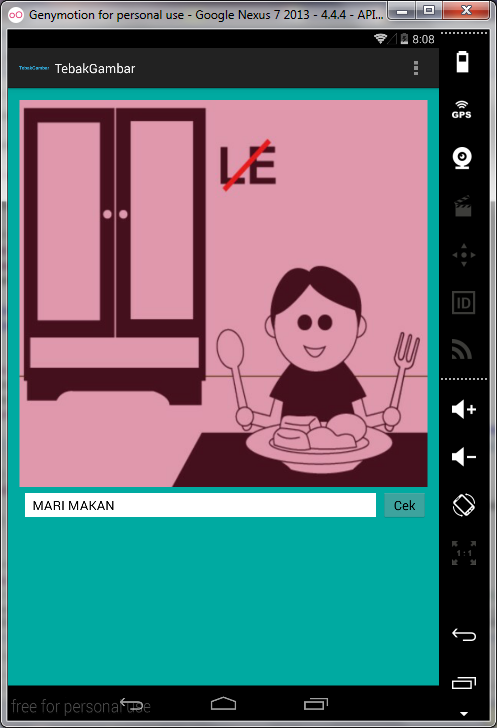 Genymotion for personal use - Google Nexus 7 2013 - 4.4.4 - API...
8:08
TebakGambar TebakGambar
LE
MARI MAKAN Cek
GPS
ID
1:1
free for personal use